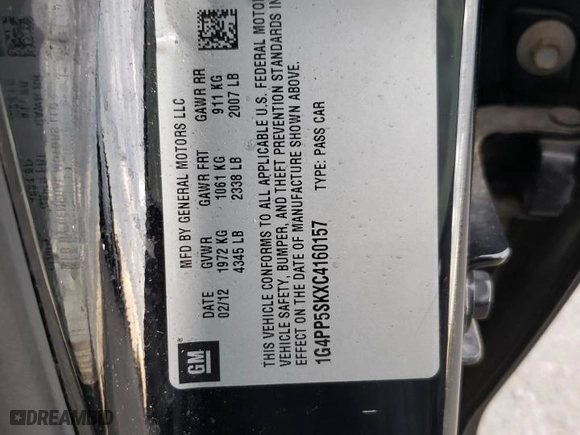 MFD BY GENERAL MOTORS LLC
DATE GVWR GAWR FRT GAWR RR
02/12 1972 KG 1061 KG 911 KG
4345 LB 2338 LB 2007 LB
THIS VEHICLE CONFORMS TO ALL APPLICABLE U.S. FEDERAL MOTOR
VEHICLE SAFETY, BUMPER, AND THEFT PREVENTION STANDARDS IN
EFFECT ON THE DATE OF MANUFACTURE SHOWN ABOVE.
1G4PP5SKXC4160157 TYPE: PASS CAR
GM
DREAMBID